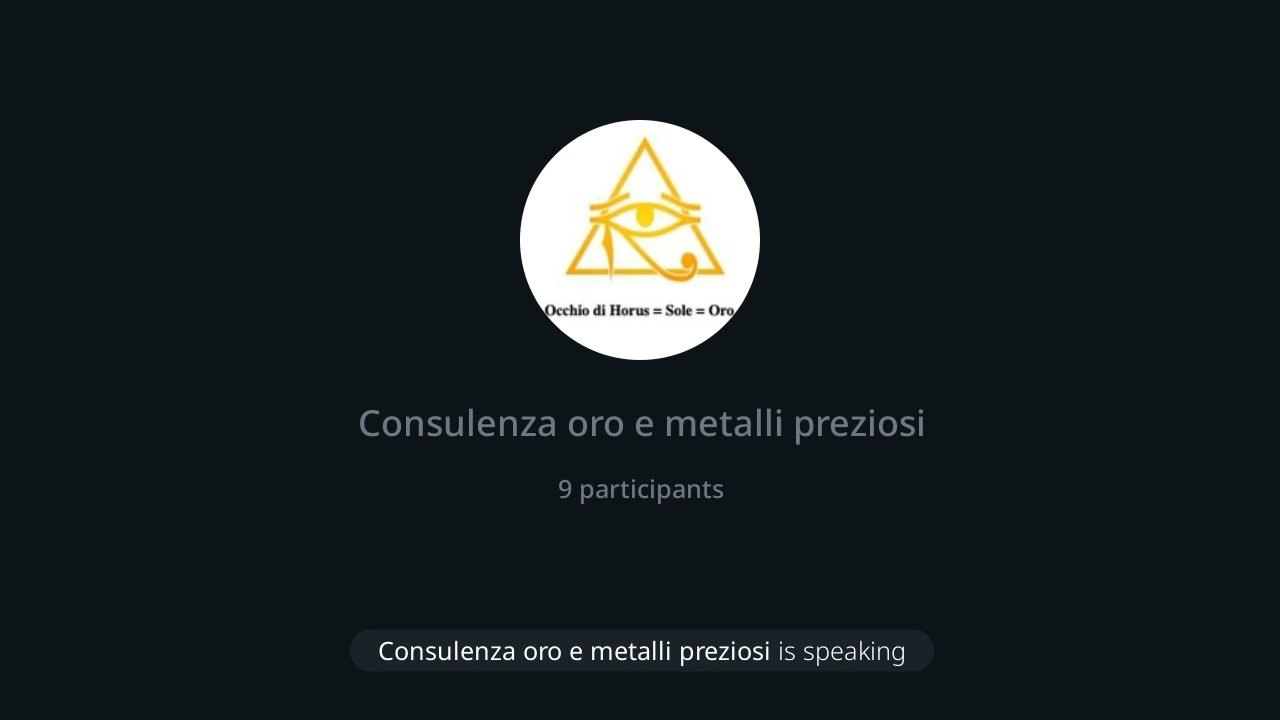 Occhio di Horus = Sole = Oro
Consulenza oro e metalli preziosi
9 participants
Consulenza oro e metalli preziosi is speaking